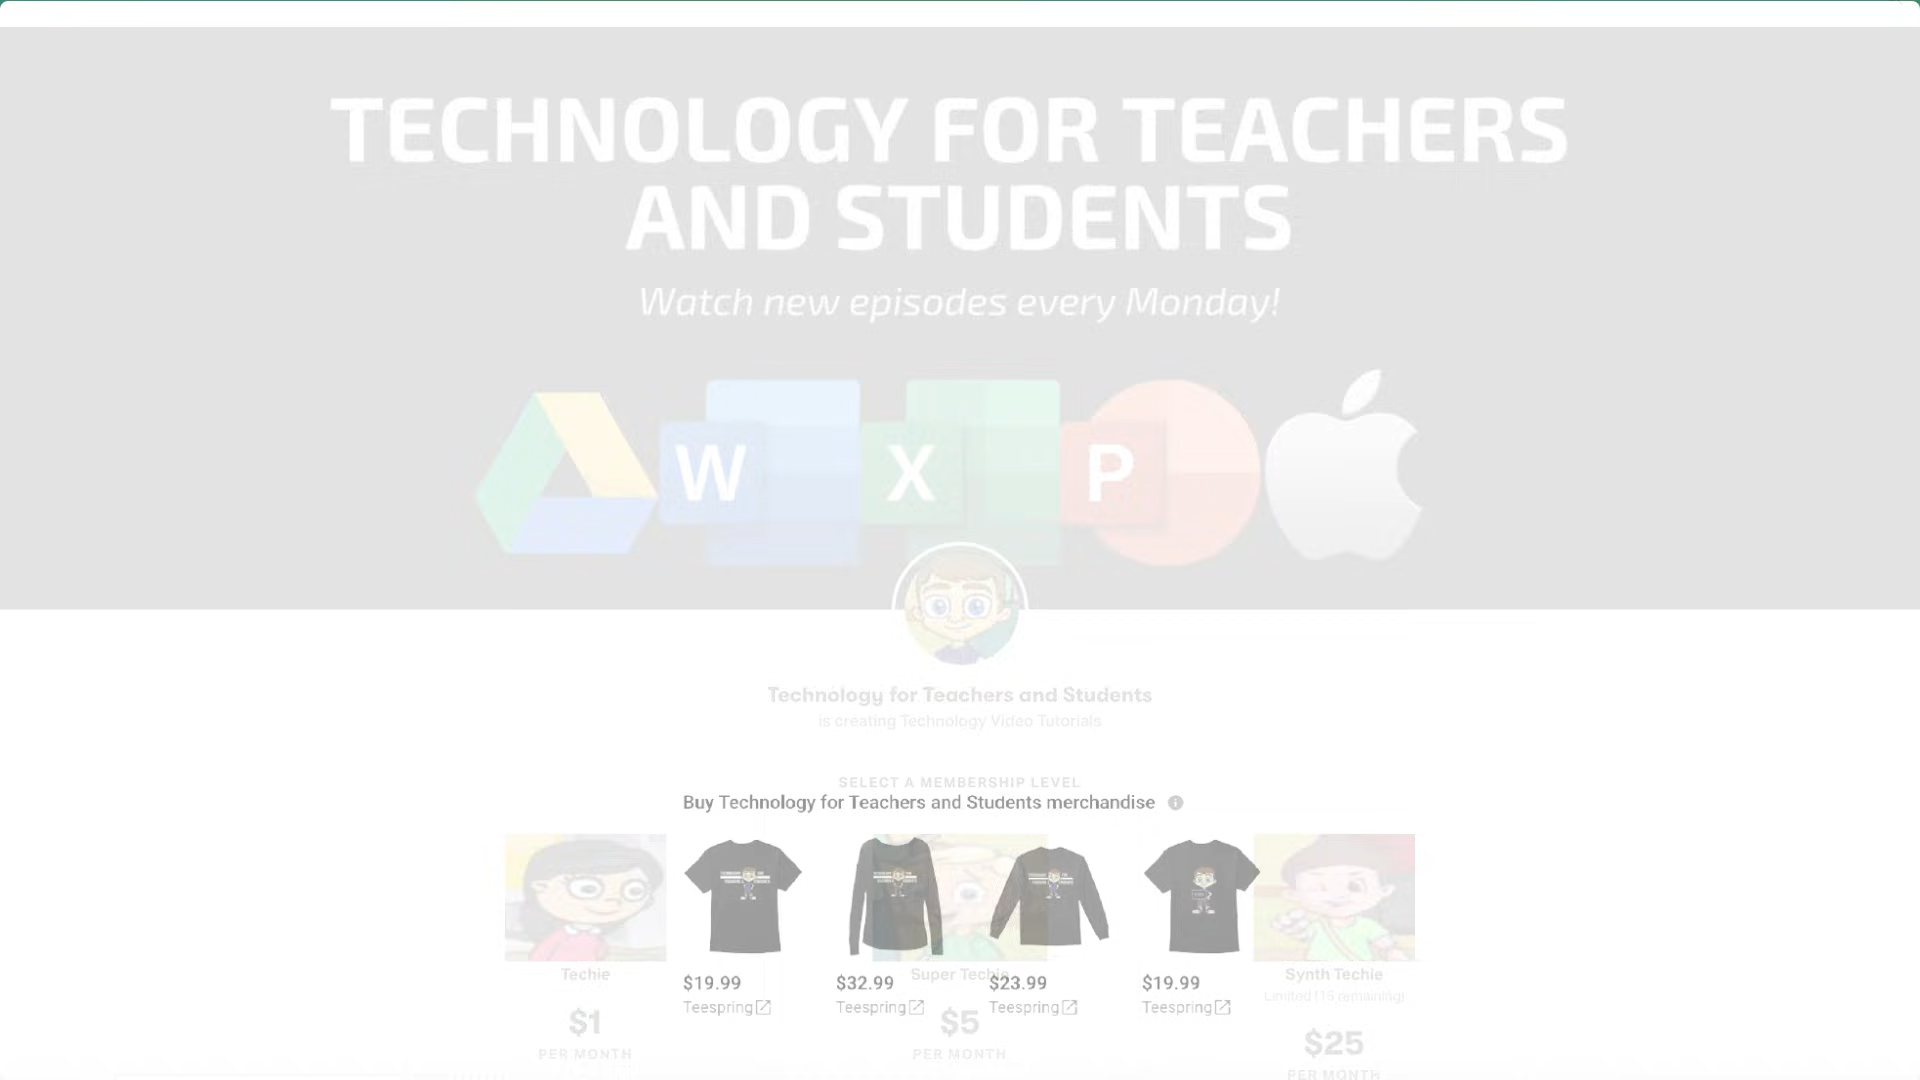 TECHNOLOGY FOR TEACHERS
AND STUDENTS
Watch new episodes every Monday!
W X P
Technology for Teachers and Students
is creating Technology Video Tutorials
SELECT A MEMBERSHIP LEVEL
Buy Technology for Teachers and Students merchandise
Techie
Super Techie
Synth Techie
Limited (15 remaining)
$19.99
$32.99
$23.99
$19.99
Teespring
Teespring
Teespring
Teespring
$1
$5
$25
PER MONTH
PER MONTH
PER MONTH